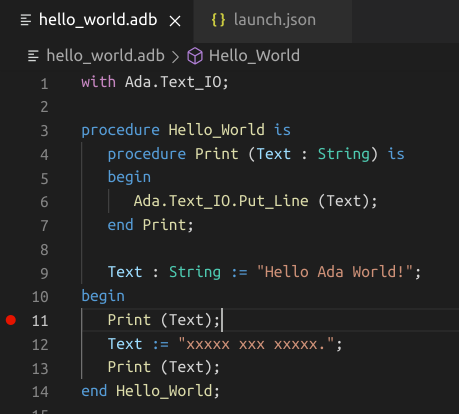 hello_world.adb × {} launch.json
hello_world.adb > Hello_World
1 with Ada.Text_IO;
2
3 procedure Hello_World is
4 procedure Print (Text : String) is
5 begin
6 Ada.Text_IO.Put_Line (Text);
7 end Print;
8
9 Text : String := "Hello Ada World!";
10 begin
11 Print (Text);
12 Text := "xxxxx xxx xxxxx.";
13 Print (Text);
14 end Hello_World;
15